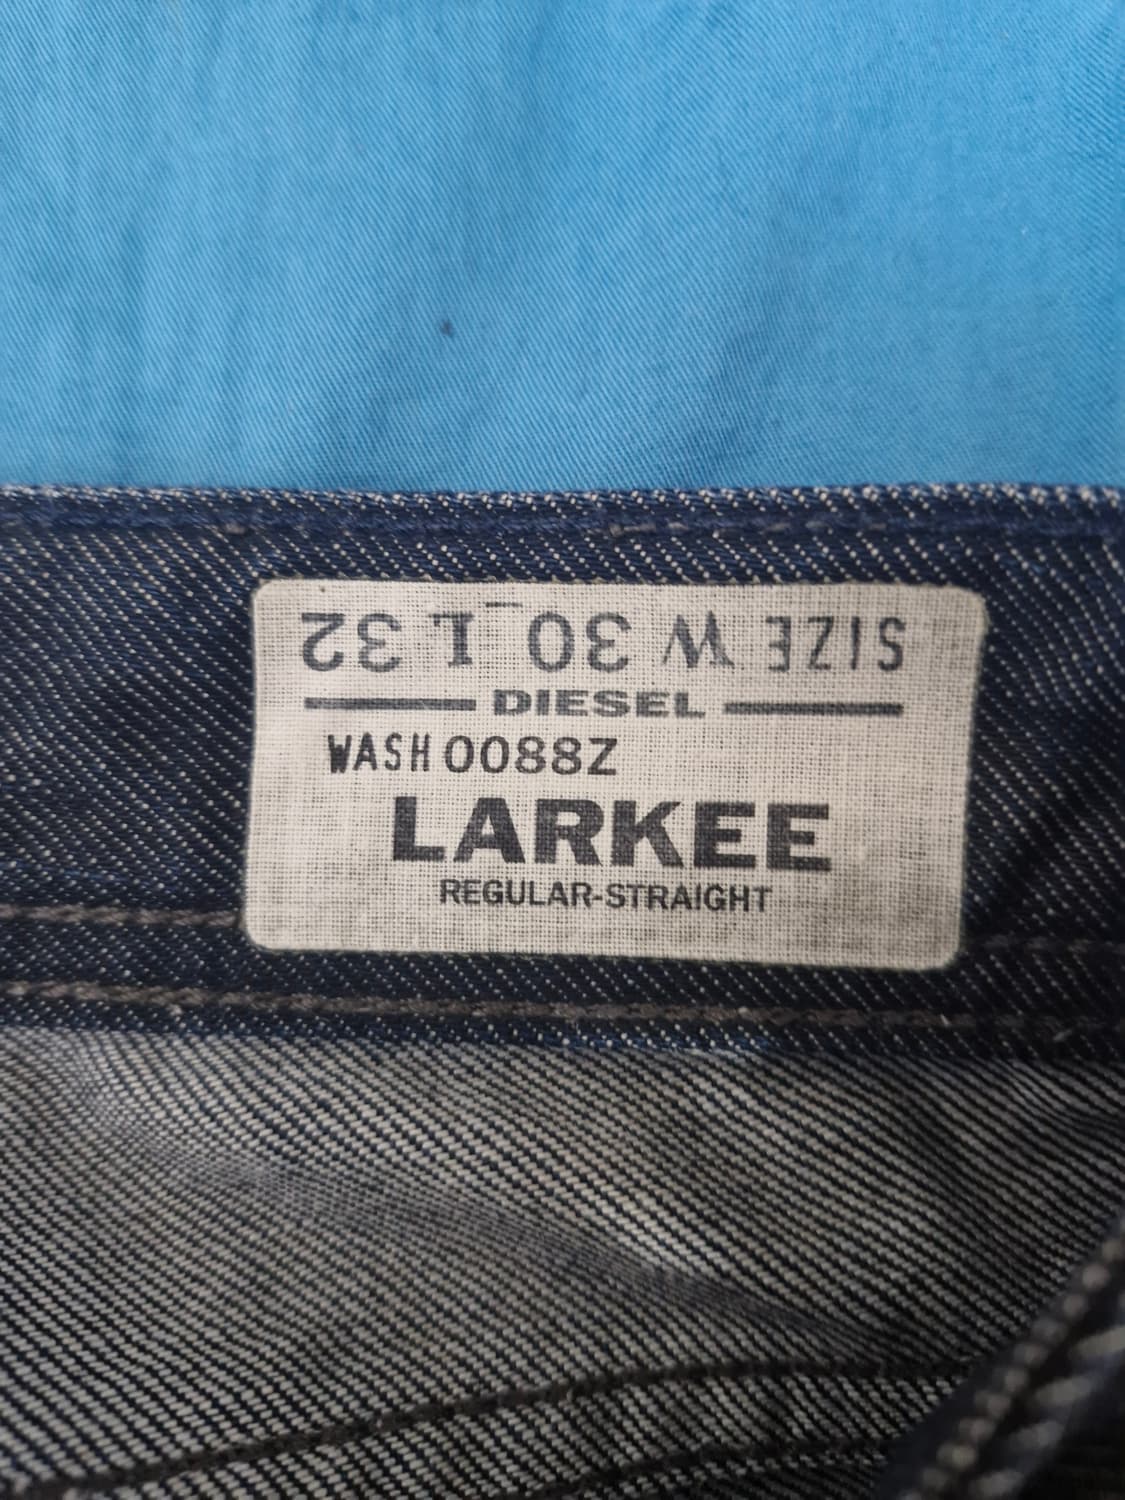 SIZE W 30 L 32
DIESEL
WASH 0088Z
LARKEE
REGULAR-STRAIGHT